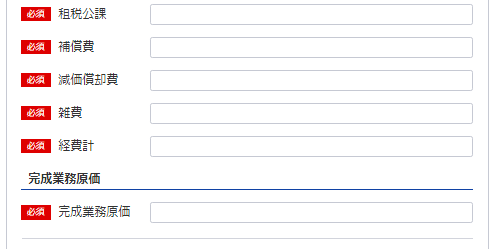 必須 租税公課
必須 補償費
必須 減価償却費
必須 雑費
必須 経費計
完成業務原価
必須 完成業務原価